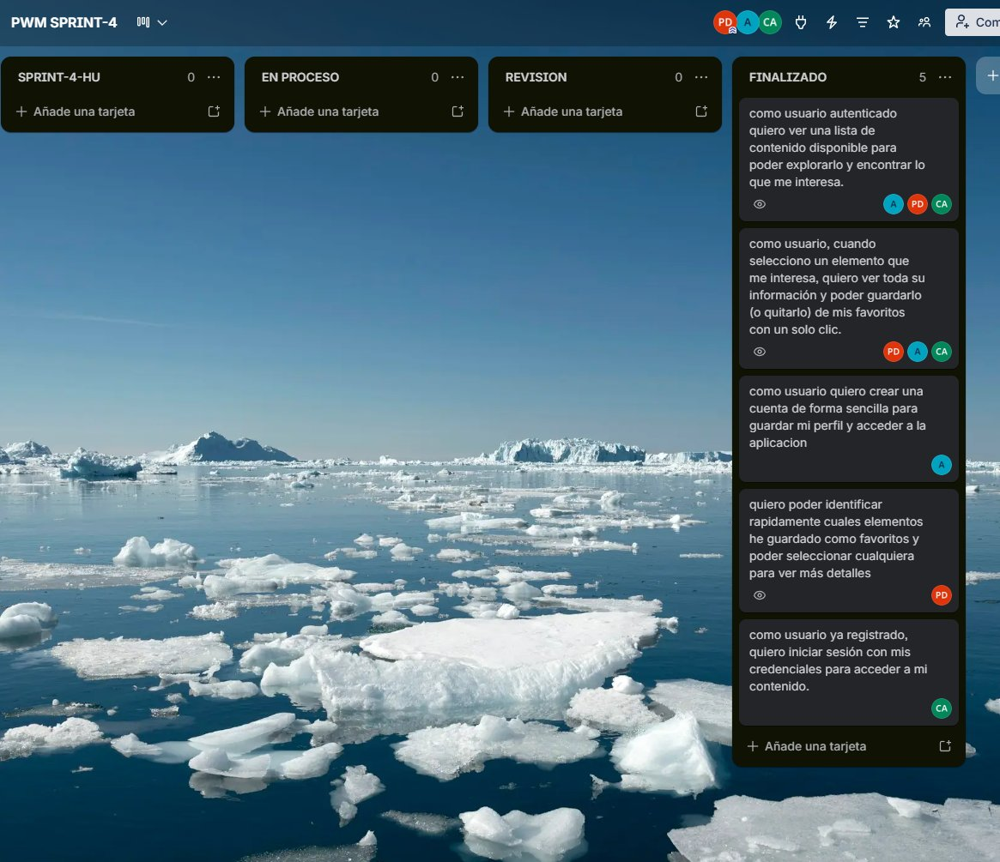 PWM SPRINT-4
PD A CA
Com
SPRINT-4-HU 0
Añade una tarjeta
EN PROCESO 0
Añade una tarjeta
REVISION 0
Añade una tarjeta
FINALIZADO 5
como usuario autenticado
quiero ver una lista de
contenido disponible para
poder explorarlo y encontrar lo
que me interesa.
A PD CA
como usuario, cuando
selecciono un elemento que
me interesa, quiero ver toda su
información y poder guardarlo
(o quitarlo) de mis favoritos
con un solo clic.
PD A CA
como usuario quiero crear una
cuenta de forma sencilla para
guardar mi perfil y acceder a la
aplicacion
A
quiero poder identificar
rapidamente cuales elementos
he guardado como favoritos y
poder seleccionar cualquiera
para ver más detalles
PD
como usuario ya registrado,
quiero iniciar sesión con mis
credenciales para acceder a mi
contenido.
CA
Añade una tarjeta